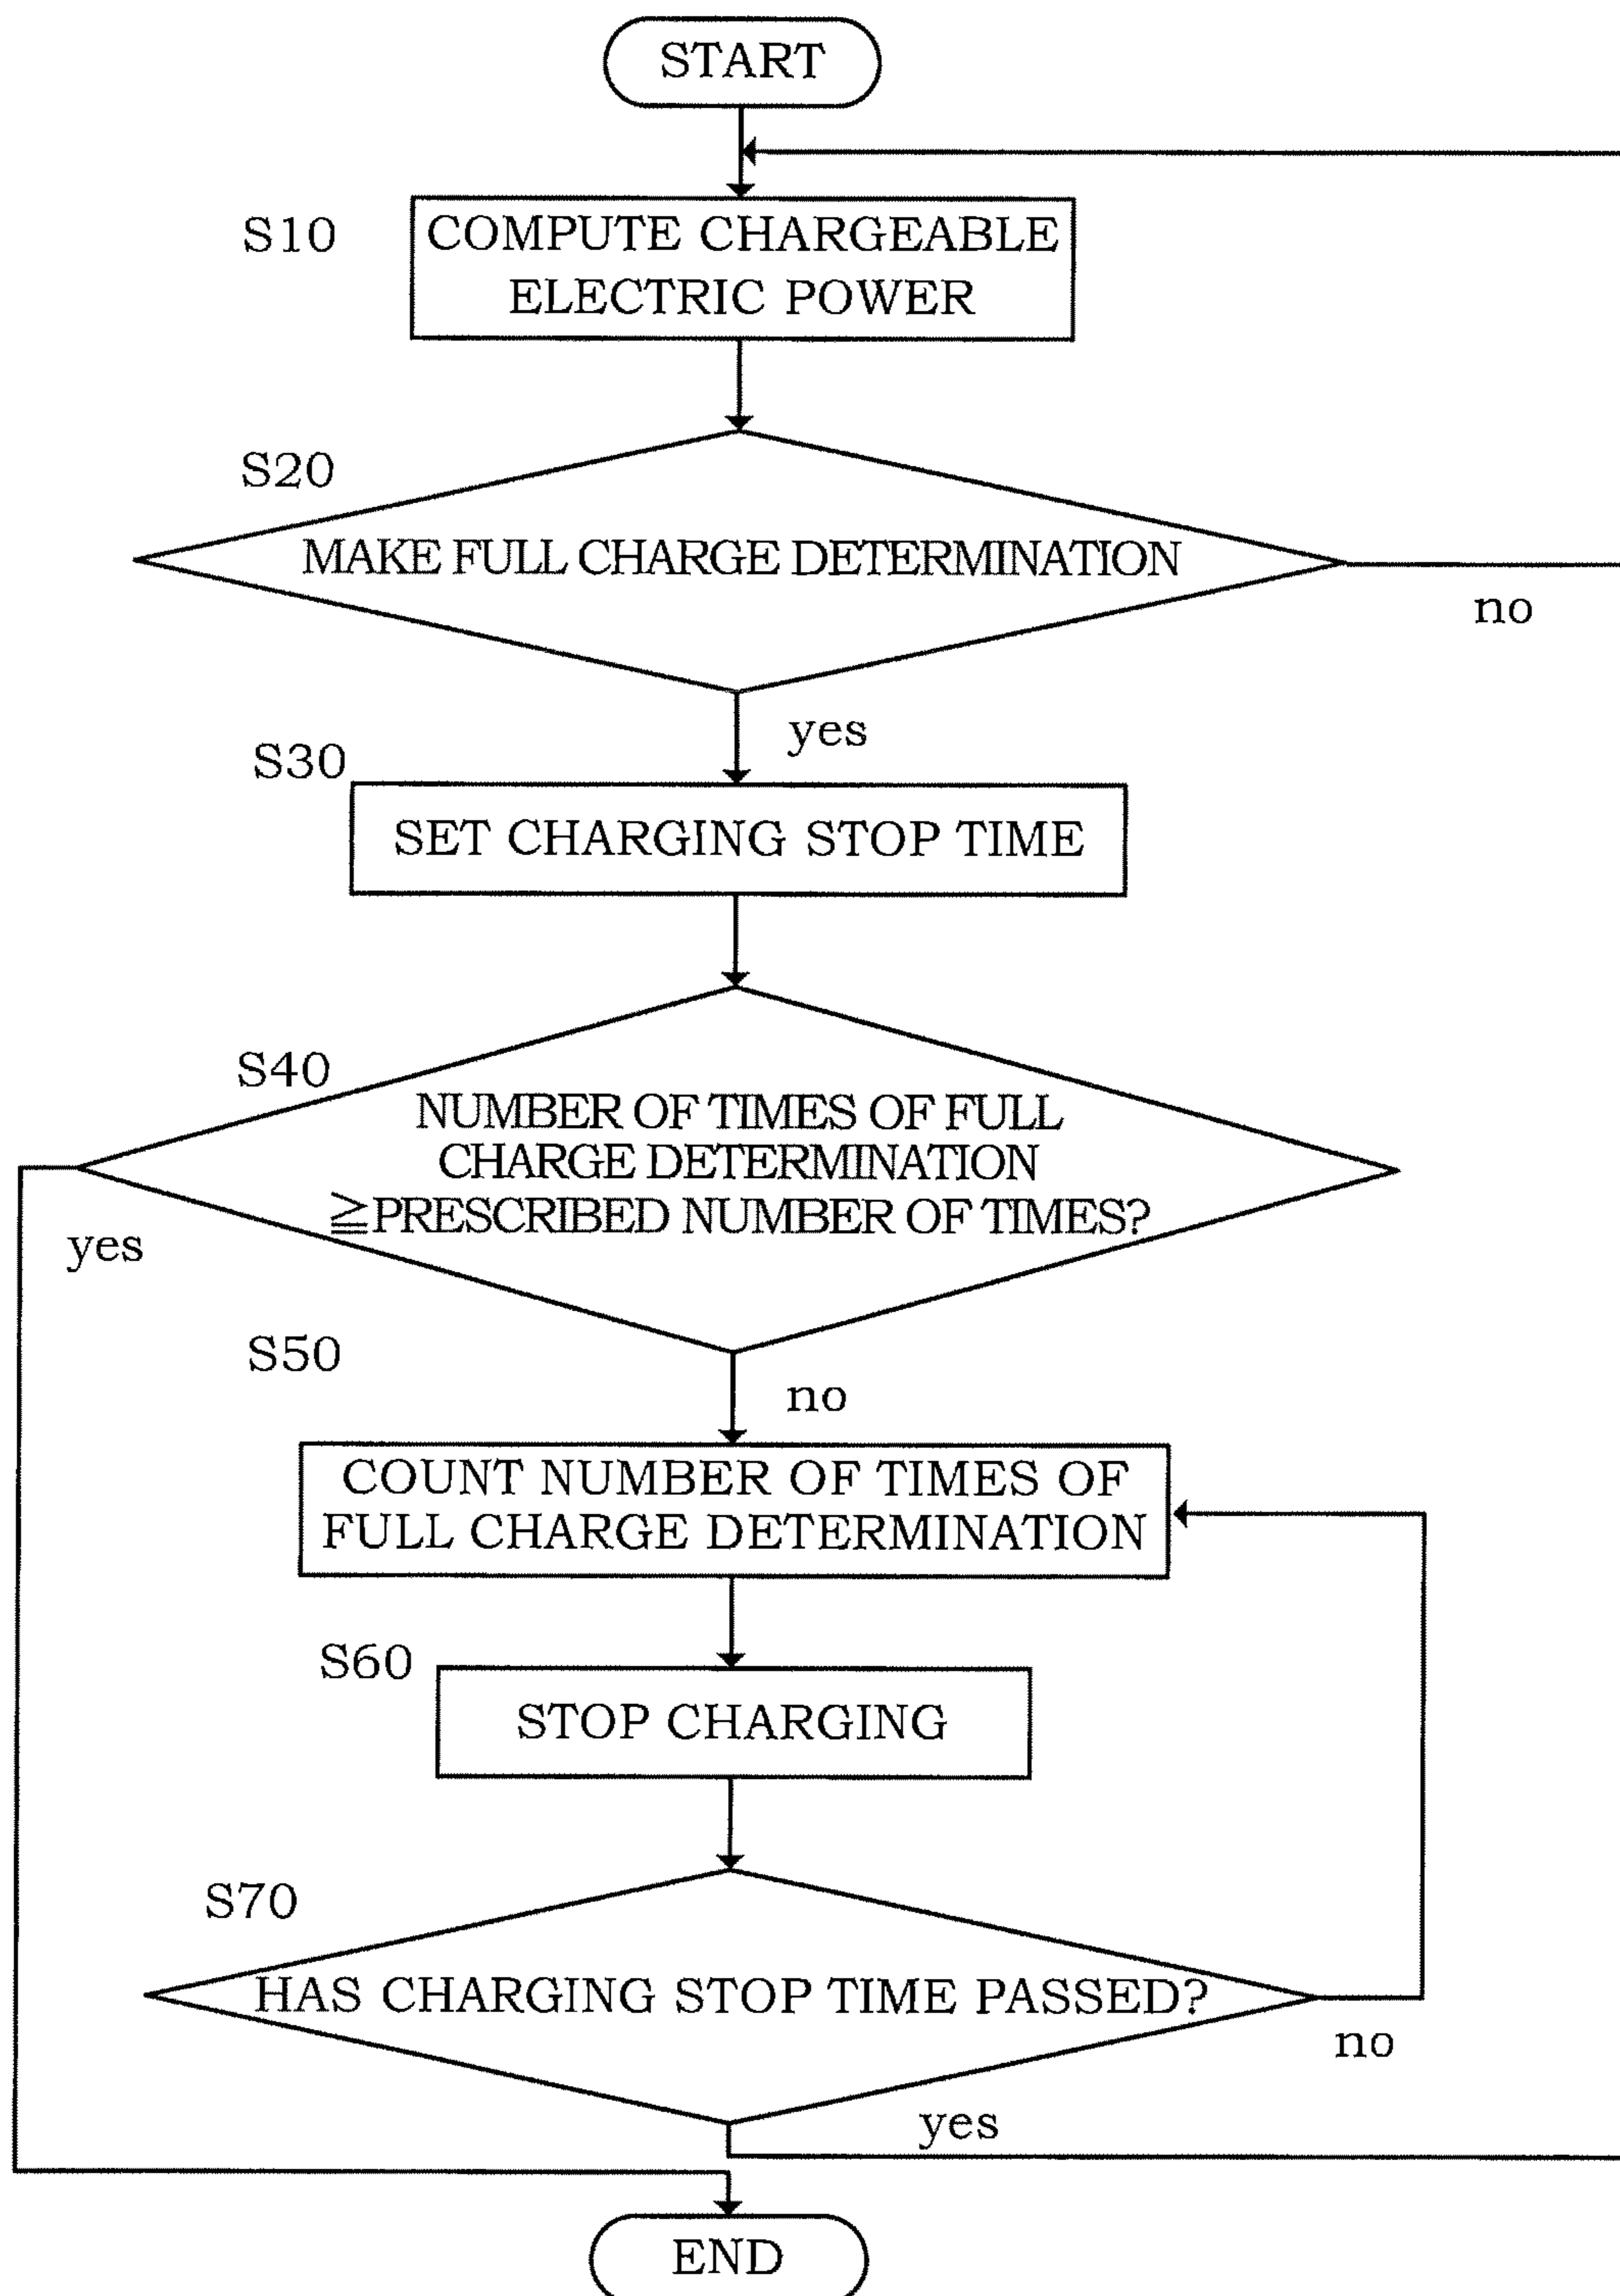 START
S10
COMPUTE CHARGEABLE
ELECTRIC POWER
S20
MAKE FULL CHARGE DETERMINATION
no
yes
S30
SET CHARGING STOP TIME
S40
NUMBER OF TIMES OF FULL
CHARGE DETERMINATION
≧PRESCRIBED NUMBER OF TIMES?
yes
S50
no
COUNT NUMBER OF TIMES OF
FULL CHARGE DETERMINATION
S60
STOP CHARGING
S70
HAS CHARGING STOP TIME PASSED?
no
yes
END